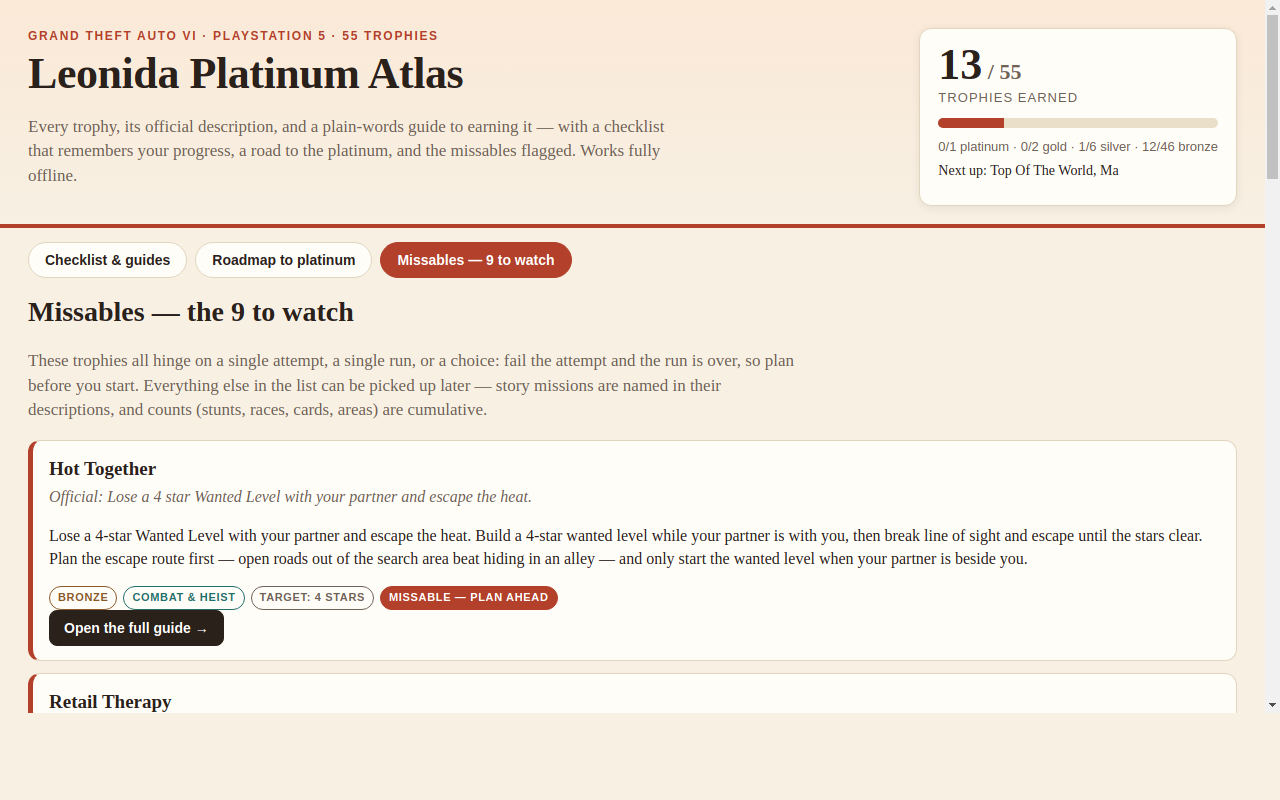 GRAND THEFT AUTO VI · PLAYSTATION 5 · 55 TROPHIES
Leonida Platinum Atlas
Every trophy, its official description, and a plain-words guide to earning it — with a checklist
that remembers your progress, a road to the platinum, and the missables flagged. Works fully
offline.
13 / 55
TROPHIES EARNED
0/1 platinum · 0/2 gold · 1/6 silver · 12/46 bronze
Next up: Top Of The World, Ma
Checklist & guides
Roadmap to platinum
Missables — 9 to watch
Missables — the 9 to watch
These trophies all hinge on a single attempt, a single run, or a choice: fail the attempt and the run is over, so plan
before you start. Everything else in the list can be picked up later — story missions are named in their
descriptions, and counts (stunts, races, cards, areas) are cumulative.
Hot Together
Official: Lose a 4 star Wanted Level with your partner and escape the heat.
Lose a 4-star Wanted Level with your partner and escape the heat. Build a 4-star wanted level while your partner is with you, then break line of sight and escape until the stars clear.
Plan the escape route first — open roads out of the search area beat hiding in an alley — and only start the wanted level when your partner is beside you.
BRONZE
COMBAT & HEIST
TARGET: 4 STARS
MISSABLE — PLAN AHEAD
Open the full guide →
Retail Therapy